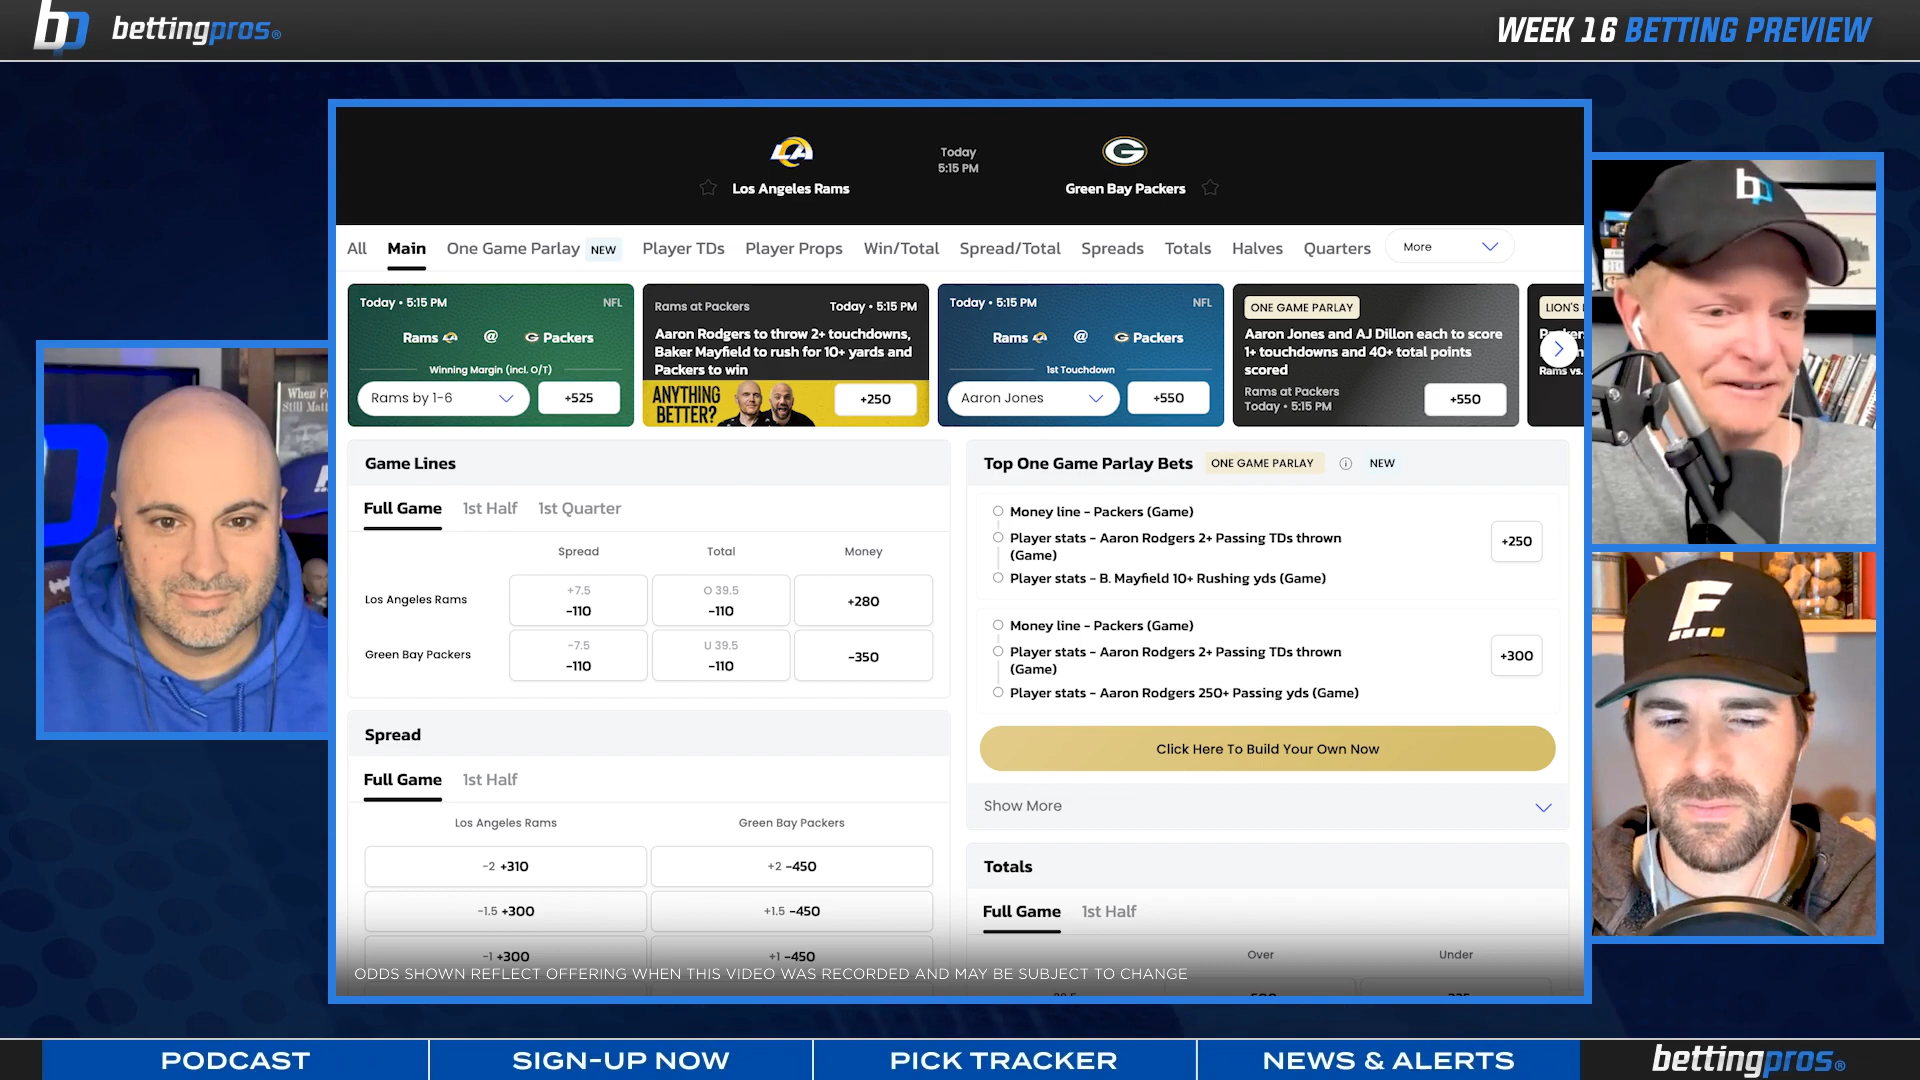 bp bettingpros®
WEEK 16 BETTING PREVIEW
Today
5:15 PM
Los Angeles Rams
Green Bay Packers
All Main One Game Parlay NEW Player TDs Player Props Win/Total Spread/Total Spreads Totals Halves Quarters More
Today • 5:15 PM NFL
Rams @ Packers
Winning Margin (incl. O/T)
Rams by 1-6 +525
Rams at Packers Today • 5:15 PM
Aaron Rodgers to throw 2+ touchdowns,
Baker Mayfield to rush for 10+ yards and
Packers to win
ANYTHING
BETTER?
+250
Today • 5:15 PM NFL
Rams @ Packers
1st Touchdown
Aaron Jones +550
ONE GAME PARLAY
Aaron Jones and AJ Dillon each to score
1+ touchdowns and 40+ total points
scored
Rams at Packers
Today • 5:15 PM
+550
LION'S
Rams vs.
Game Lines
Full Game 1st Half 1st Quarter
Spread Total Money
Los Angeles Rams
+7.5 O 39.5
-110 -110 +280
Green Bay Packers
-7.5 U 39.5
-110 -110 -350
Spread
Full Game 1st Half
Los Angeles Rams Green Bay Packers
-2 +310 +2 -450
-1.5 +300 +1.5 -450
-1 +300 +1 -450
Top One Game Parlay Bets ONE GAME PARLAY NEW
Money line - Packers (Game)
Player stats - Aaron Rodgers 2+ Passing TDs thrown
(Game)
Player stats - B. Mayfield 10+ Rushing yds (Game)
+250
Money line - Packers (Game)
Player stats - Aaron Rodgers 2+ Passing TDs thrown
(Game)
Player stats - Aaron Rodgers 250+ Passing yds (Game)
+300
Click Here To Build Your Own Now
Show More
Totals
Full Game 1st Half
Over Under
ODDS SHOWN REFLECT OFFERING WHEN THIS VIDEO WAS RECORDED AND MAY BE SUBJECT TO CHANGE
When
Still
bp
F
PODCAST SIGN-UP NOW PICK TRACKER NEWS & ALERTS bettingpros®